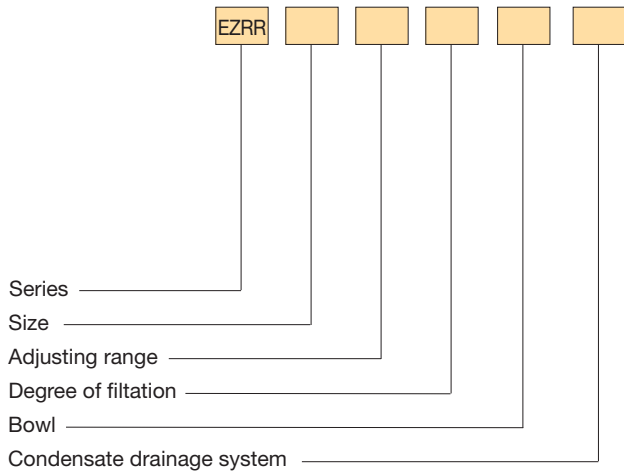 EZRR
Series
Size
Adjusting range
Degree of filtation
Bowl
Condensate drainage system